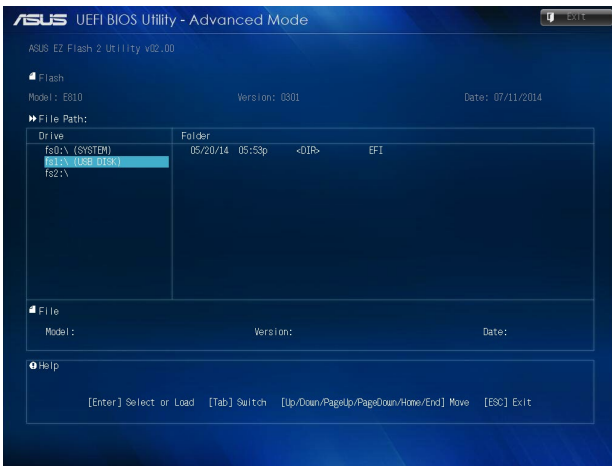 ASUS UEFI BIOS Utility - Advanced Mode
Exit
ASUS EZ Flash 2 Utility v02.00
Flash
Model: E810 Version: 0301 Date: 07/11/2014
File Path:
Drive Folder
fs0:\ (SYSTEM) 05/20/14 05:53p <DIR> EFI
fs1:\ (USB DISK)
fs2:\
File
Model: Version: Date:
Help
[Enter] Select or Load [Tab] Switch [Up/Down/PageUp/PageDown/Home/End] Move [ESC] Exit